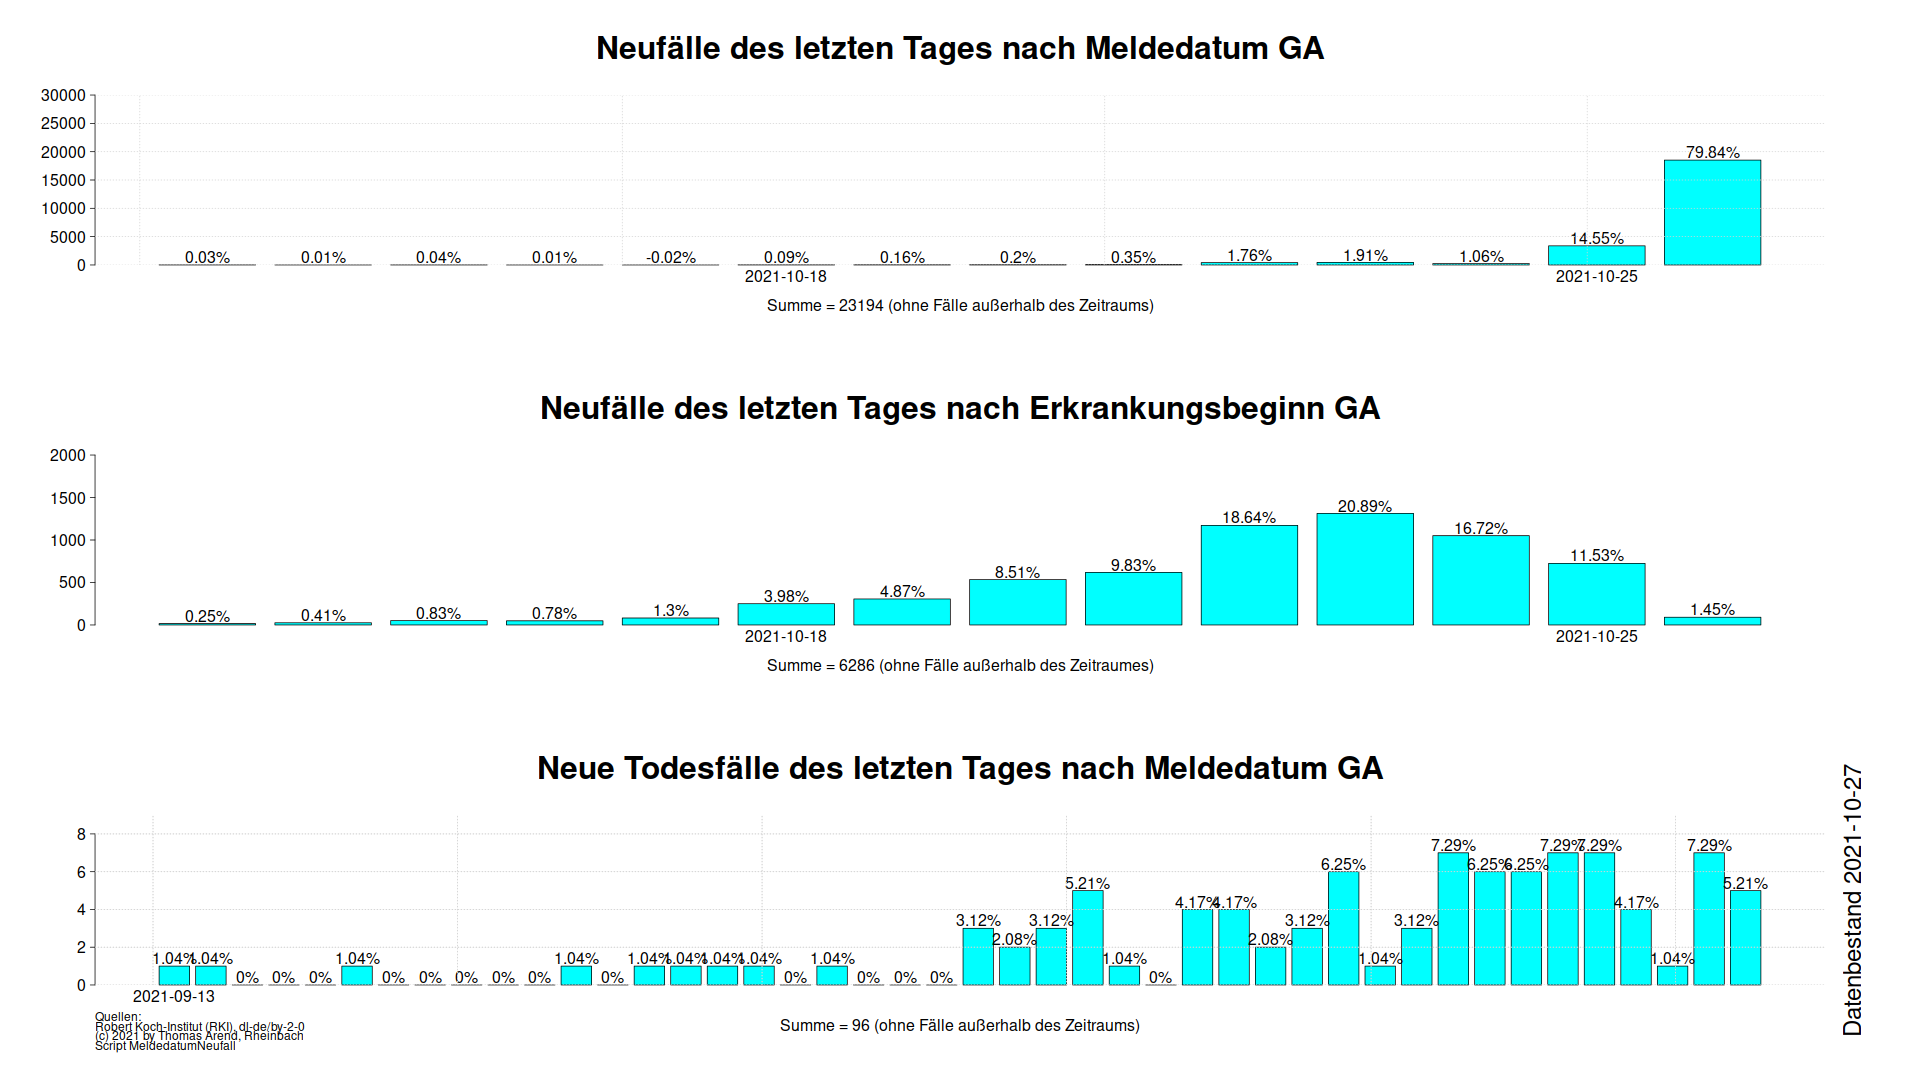 Neufälle des letzten Tages nach Meldedatum GA
30000
25000
20000
15000
10000
5000
0
0.03% 0.01% 0.04% 0.01% -0.02% 0.09% 0.16% 0.2% 0.35% 1.76% 1.91% 1.06% 14.55% 79.84%
2021-10-18 2021-10-25
Summe = 23194 (ohne Fälle außerhalb des Zeitraums)
Neufälle des letzten Tages nach Erkrankungsbeginn GA
2000
1500
1000
500
0
0.25% 0.41% 0.83% 0.78% 1.3% 3.98% 4.87% 8.51% 9.83% 18.64% 20.89% 16.72% 11.53% 1.45%
2021-10-18 2021-10-25
Summe = 6286 (ohne Fälle außerhalb des Zeitraumes)
Neue Todesfälle des letzten Tages nach Meldedatum GA
8
6
4
2
0
1.04% 1.04% 0% 0% 0% 1.04% 0% 0% 0% 0% 0% 1.04% 0% 1.04% 1.04% 1.04% 1.04% 0% 1.04% 0% 0% 0% 3.12% 2.08% 3.12% 5.21% 1.04% 0% 4.17% 4.17% 2.08% 3.12% 6.25% 1.04% 3.12% 7.29% 6.25% 6.25% 7.29% 7.29% 4.17% 1.04% 7.29% 5.21%
2021-09-13
Summe = 96 (ohne Fälle außerhalb des Zeitraums)
Quellen:
Robert Koch-Institut (RKI), dl-de/by-2-0
(c) 2021 by Thomas Arend, Rheinbach
Script MeldedatumNeufall
Datenbestand 2021-10-27